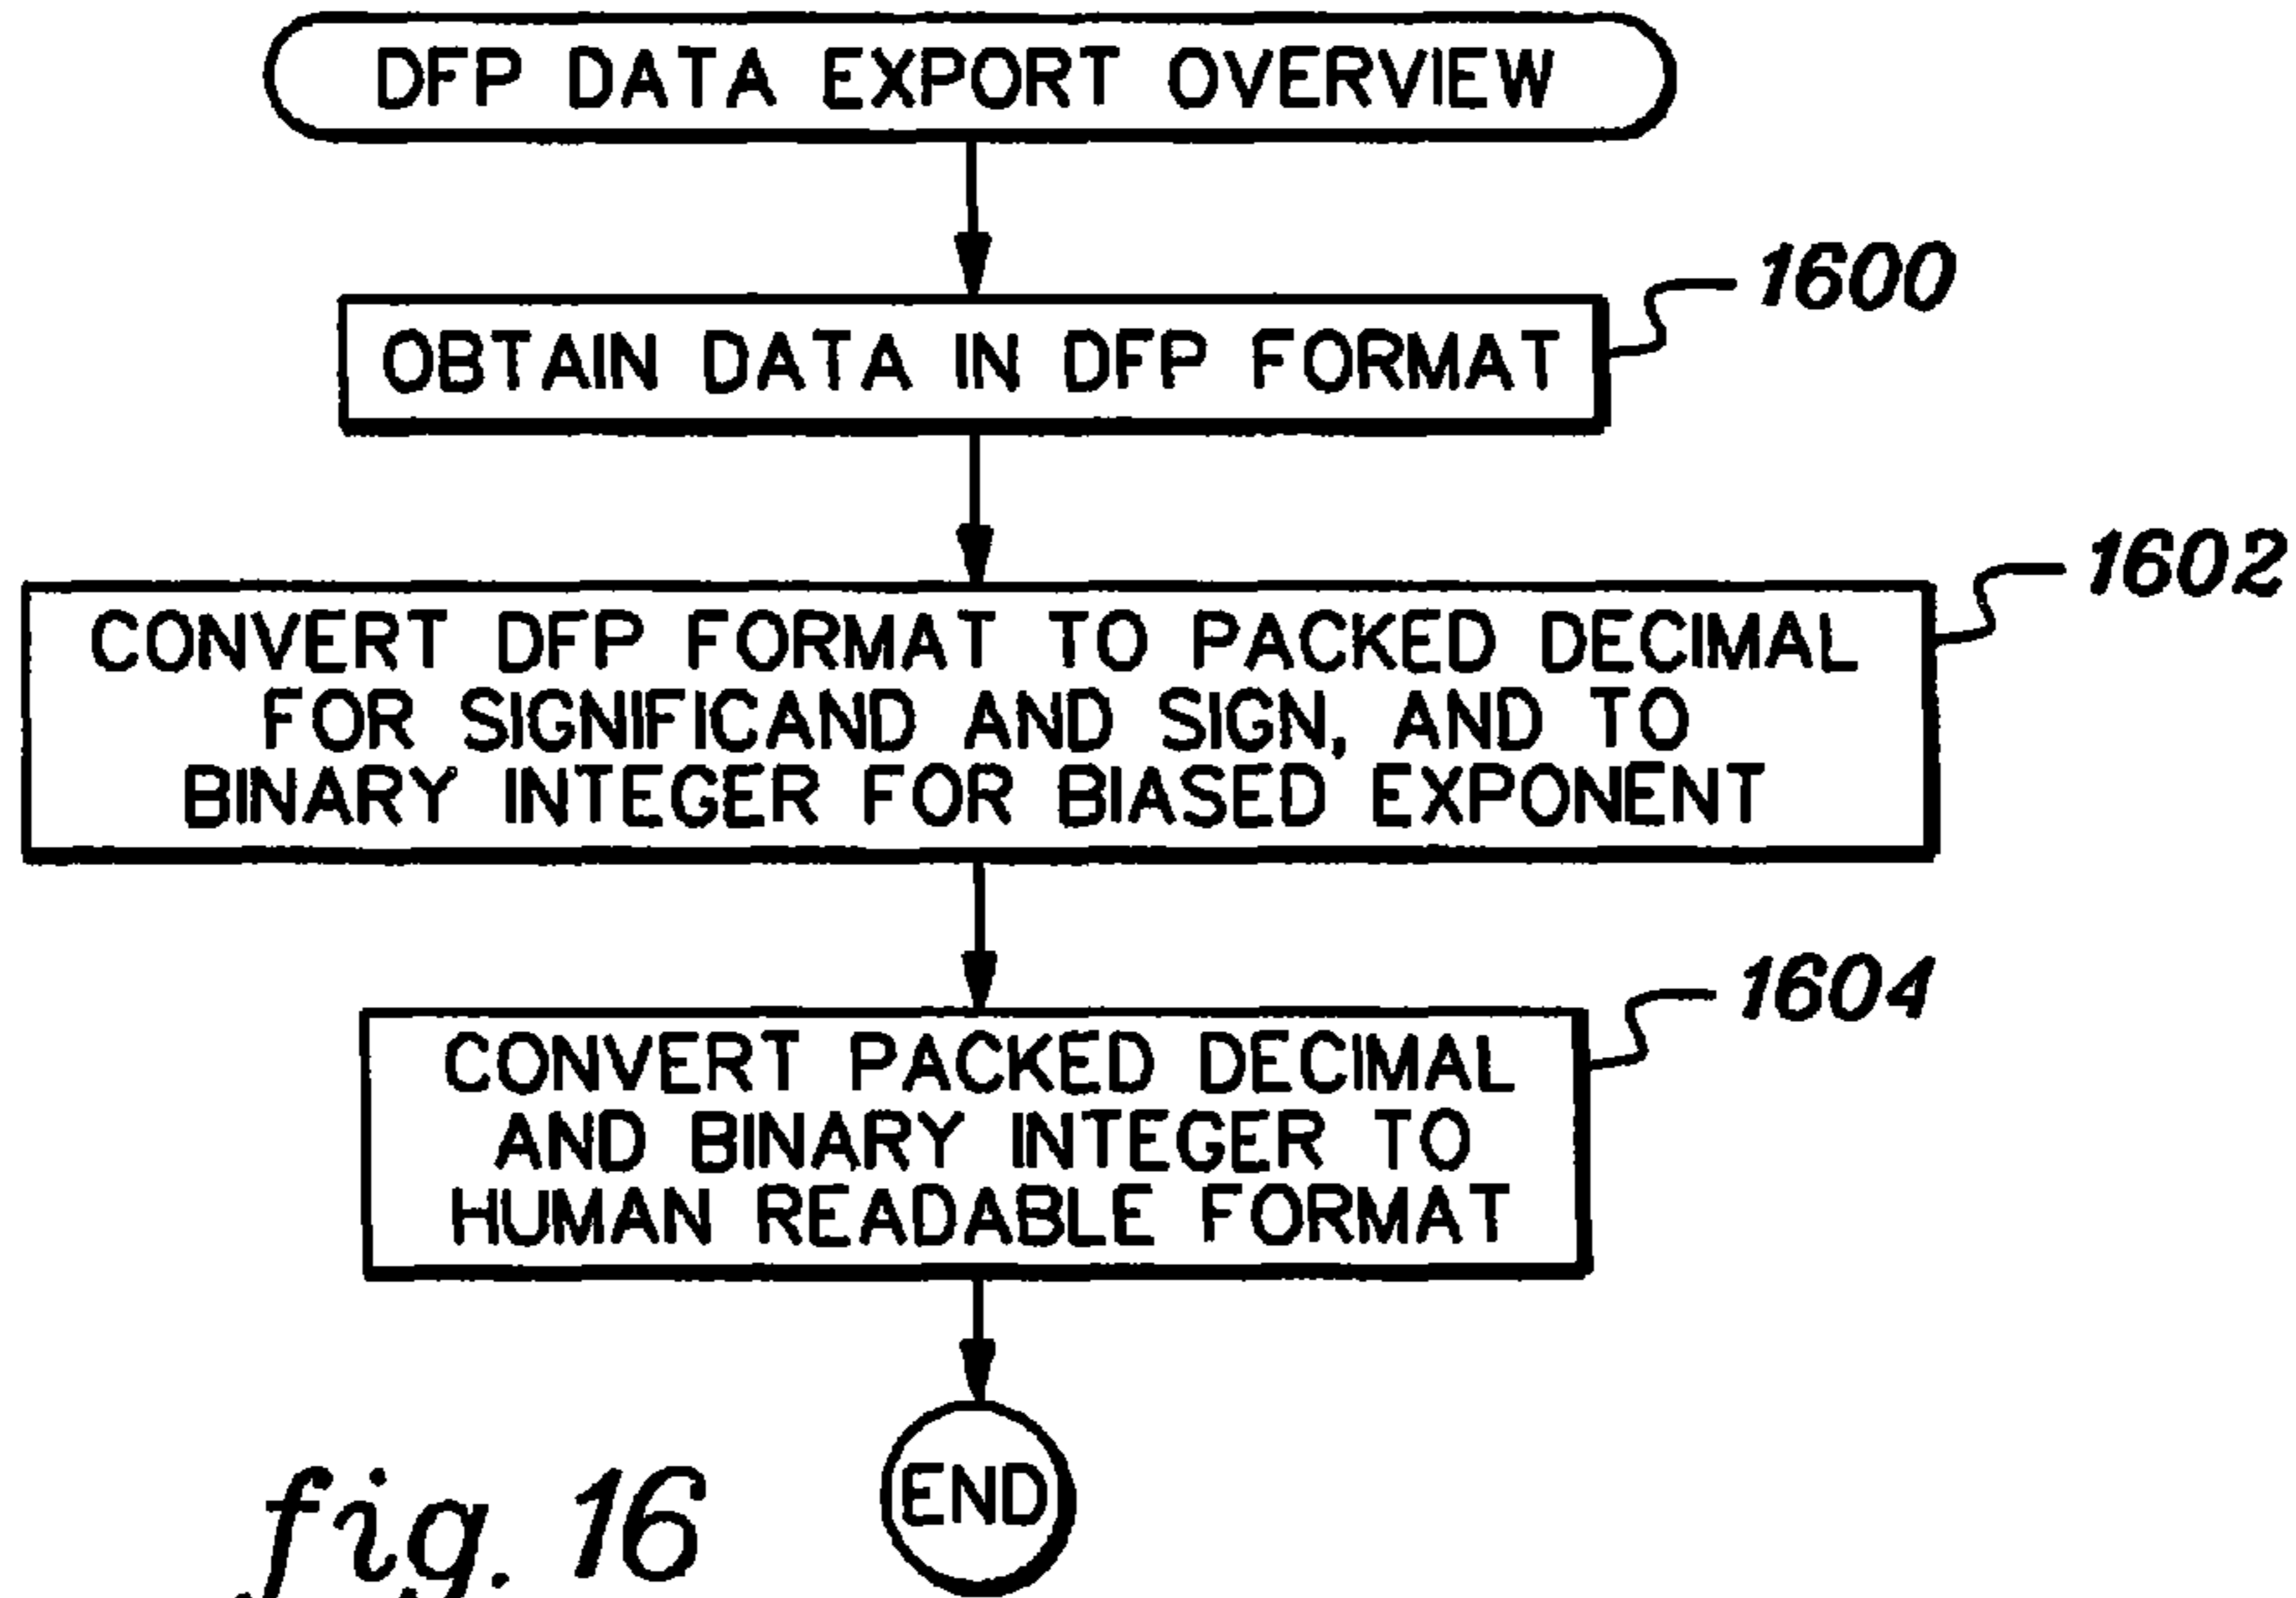 DFP DATA EXPORT OVERVIEW
1600
OBTAIN DATA IN DFP FORMAT
1602
CONVERT DFP FORMAT TO PACKED DECIMAL
FOR SIGNIFICAND AND SIGN, AND TO
BINARY INTEGER FOR BIASED EXPONENT
1604
CONVERT PACKED DECIMAL
AND BINARY INTEGER TO
HUMAN READABLE FORMAT
END
fig. 16